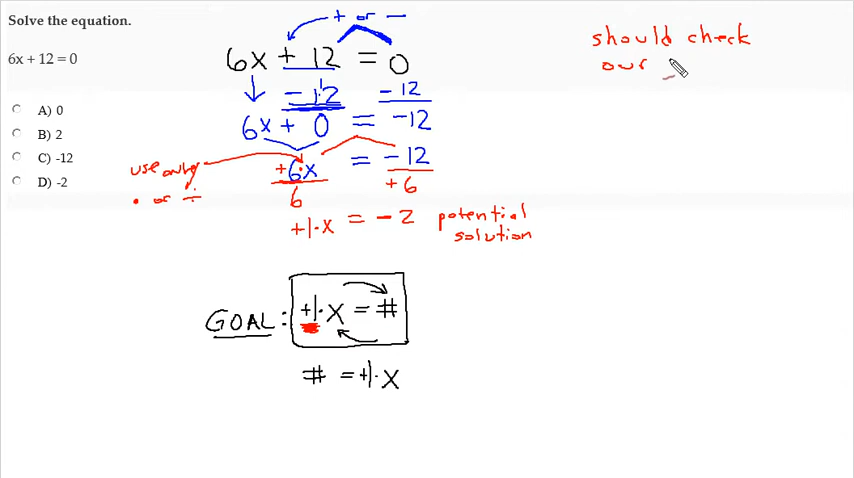 Solve the equation.
6x + 12 = 0
A) 0
B) 2
C) -12
D) -2
+ or −
6x + 12 = 0
− 12 − 12
6x + 0 = −12
use only
• or ÷
+6·x = −12
6 +6
+1·x = −2 potential
solution
GOAL: +1·x = #
# = +1·x
should check
our